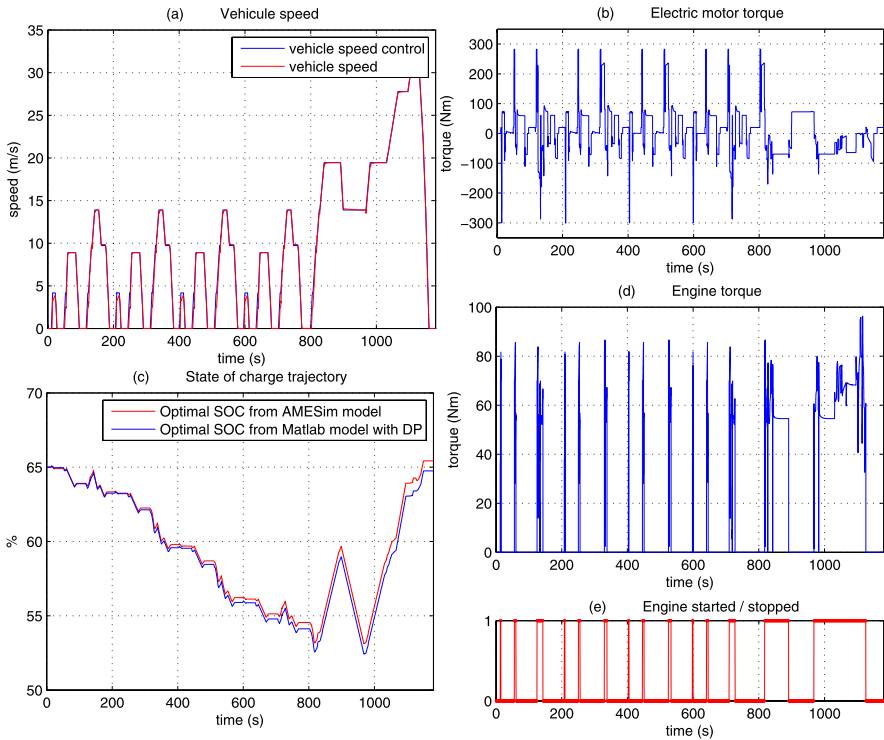 (a) Vehicule speed
35
30
25
20
15
10
5
0
speed (m/s)
vehicle speed control
vehicle speed
0 200 400 600 800 1000
time (s)
(b) Electric motor torque
300
200
100
0
−100
−200
−300
torque (Nm)
0 200 400 600 800 1000
time (s)
(c) State of charge trajectory
70
65
60
55
50
%
Optimal SOC from AMESim model
Optimal SOC from Matlab model with DP
0 200 400 600 800 1000
time (s)
(d) Engine torque
100
80
60
40
20
0
torque (Nm)
0 200 400 600 800 1000
time (s)
(e) Engine started / stopped
1
0
0 200 400 600 800 1000
time (s)